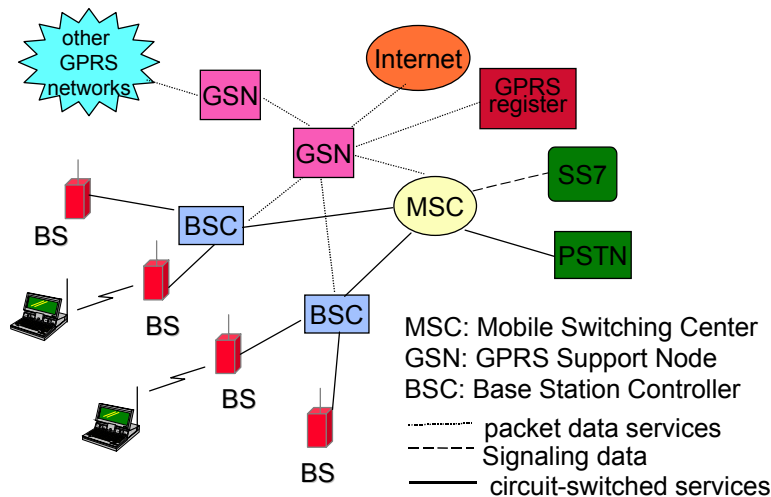 other
GPRS
networks
GSN
Internet
GPRS
register
GSN
SS7
MSC
BSC
BS
PSTN
BS
BSC
BS
BS
MSC: Mobile Switching Center
GSN: GPRS Support Node
BSC: Base Station Controller
packet data services
Signaling data
circuit-switched services